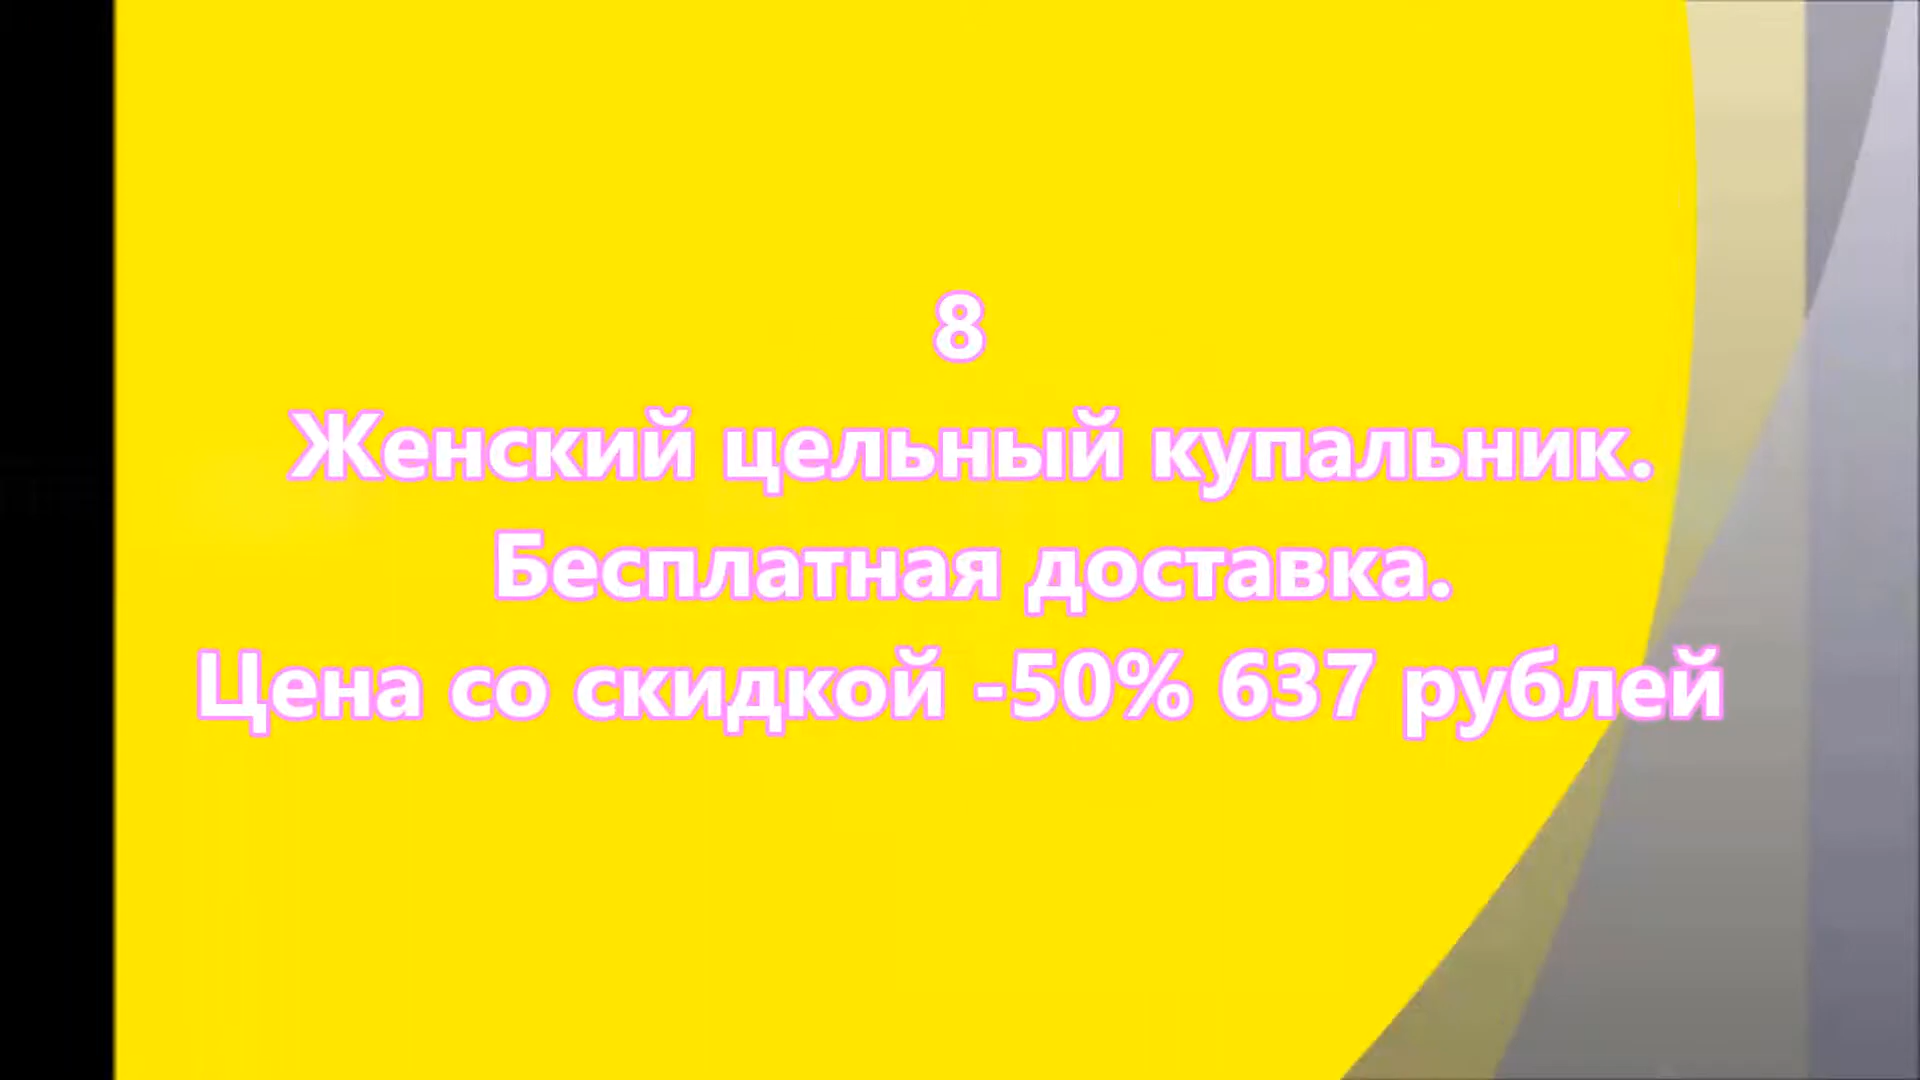 8
Женский цельный купальник.
Бесплатная доставка.
Цена со скидкой -50% 637 рублей